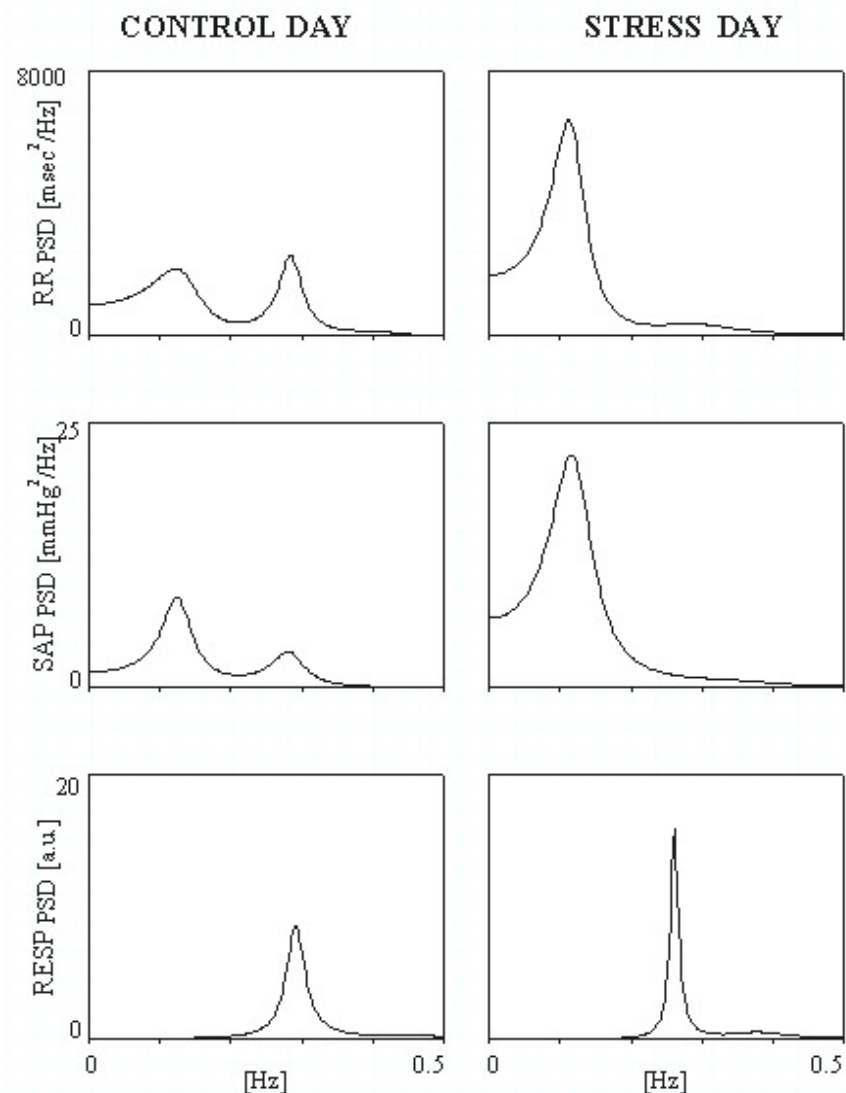 CONTROL DAY
STRESS DAY
8000
RR PSD [msec²/Hz]
0
25
SAP PSD [mmHg²/Hz]
0
20
RESP PSD [a.u.]
0
0
[Hz]
0.5
0
[Hz]
0.5